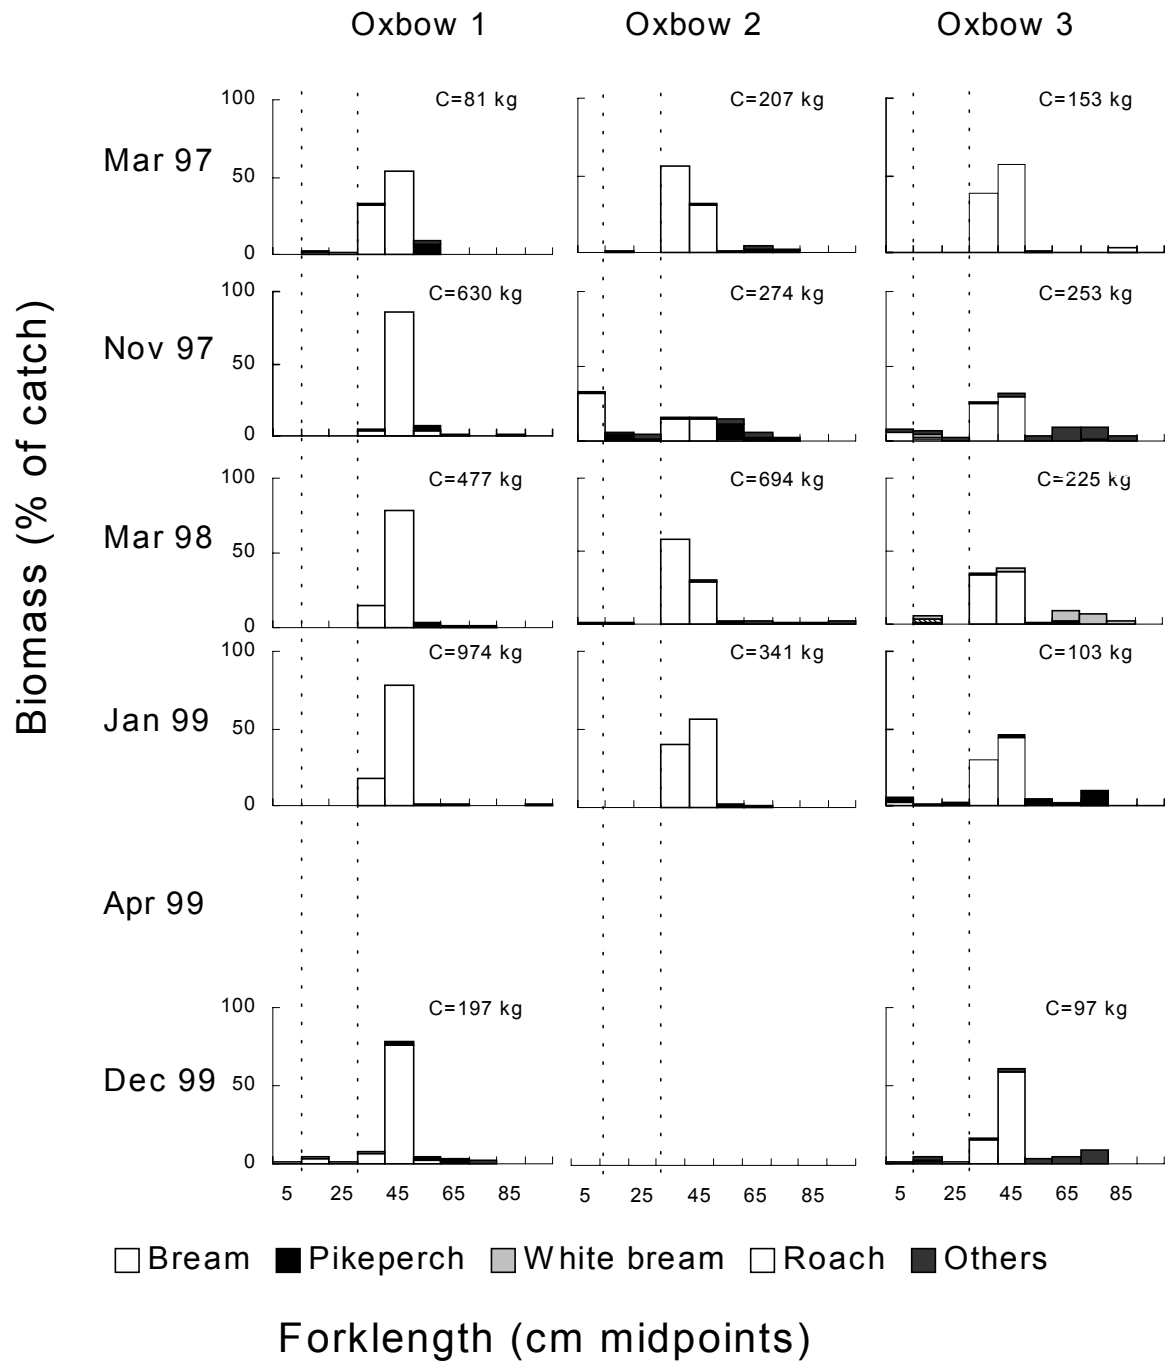 Oxbow 1 Oxbow 2 Oxbow 3
100 C=81 kg C=207 kg C=153 kg
Mar 97
50
0
100 C=630 kg C=274 kg C=253 kg
Nov 97
50
0
100 C=477 kg C=694 kg C=225 kg
Mar 98
50
0
100 C=974 kg C=341 kg C=103 kg
Jan 99
50
0
Apr 99
100 C=197 kg C=97 kg
Dec 99
50
0
5 25 45 65 85 5 25 45 65 85 5 25 45 65 85
Biomass (% of catch)
Bream Pikeperch White bream Roach Others
Forklength (cm midpoints)